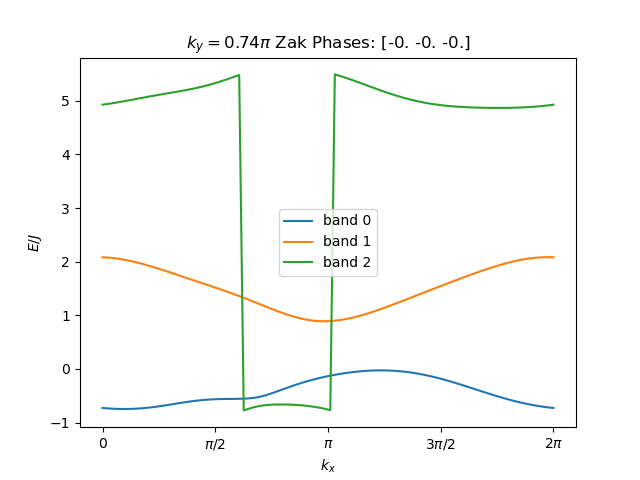 $k_y = 0.74\pi$ Zak Phases: [-0. -0. -0.]
E/J
5
4
3
2
1
0
−1
band 0
band 1
band 2
0
π/2
π
3π/2
2π
$k_x$